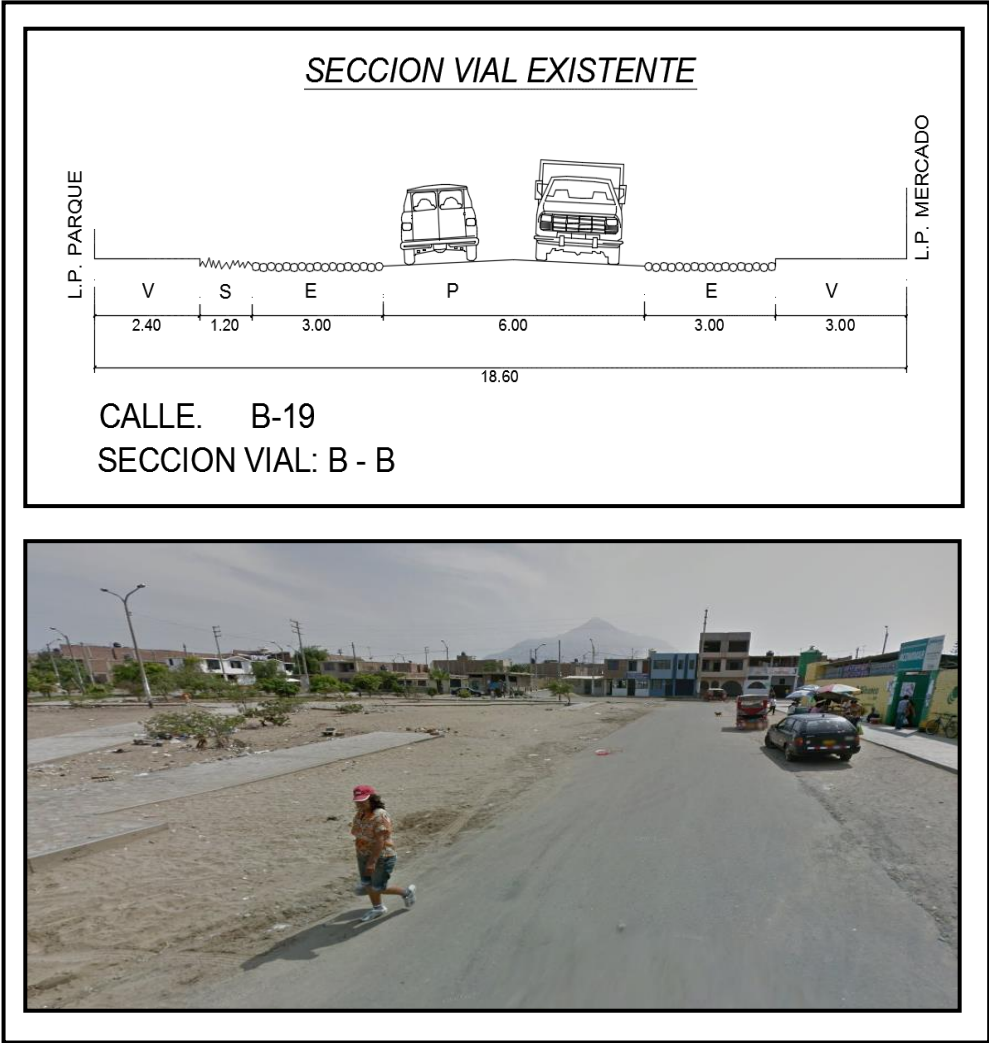 SECCION VIAL EXISTENTE
L.P. PARQUE
L.P. MERCADO
V S E P E V
2.40 1.20 3.00 6.00 3.00 3.00
18.60
CALLE. B-19
SECCION VIAL: B - B